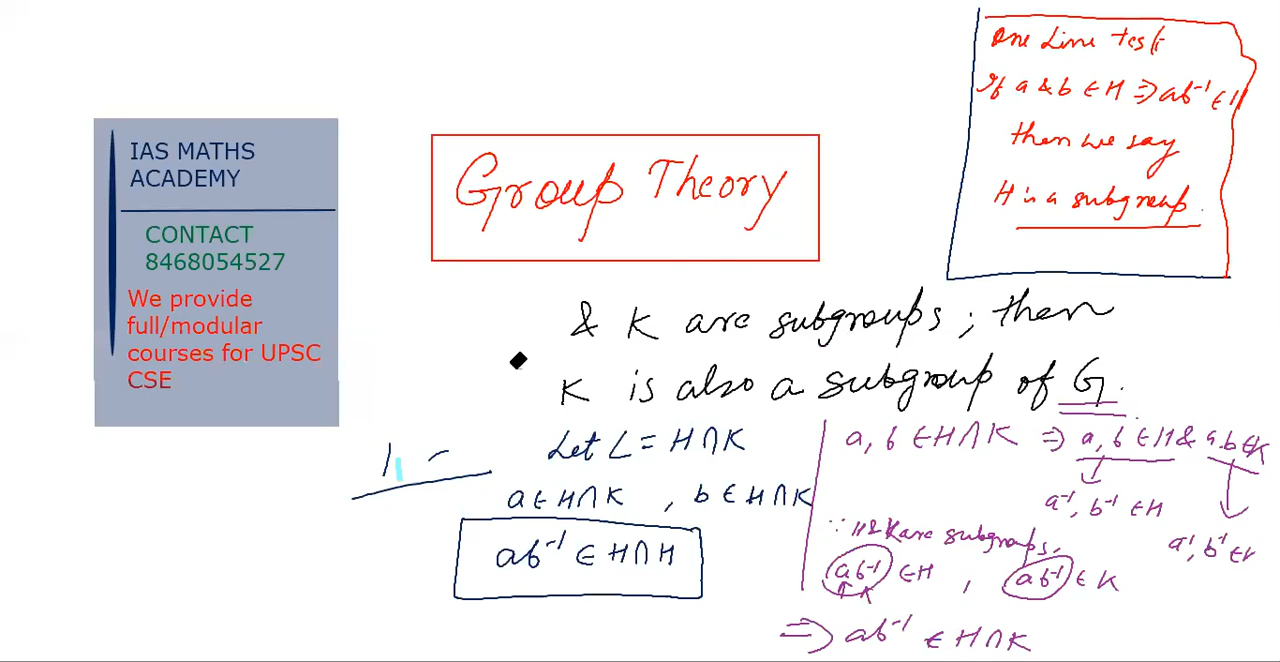 IAS MATHS
ACADEMY
CONTACT
8468054527
We provide
full/modular
courses for UPSC
CSE
Group Theory
One Line test
If a & b ∈ H ⇒ ab⁻¹ ∈ H
then we say
H is a subgroup.
& K are subgroups; then
K is also a subgroup of G.
Let L = H∩K
a ∈ H∩K , b ∈ H∩K
ab⁻¹ ∈ H∩H
a, b ∈ H∩K ⇒ a, b ∈ H & a, b ∈ K
a⁻¹, b⁻¹ ∈ H
a⁻¹, b⁻¹ ∈ K
∵ H & K are subgroups,
ab⁻¹ ∈ H , ab⁻¹ ∈ K
⇒ ab⁻¹ ∈ H∩K